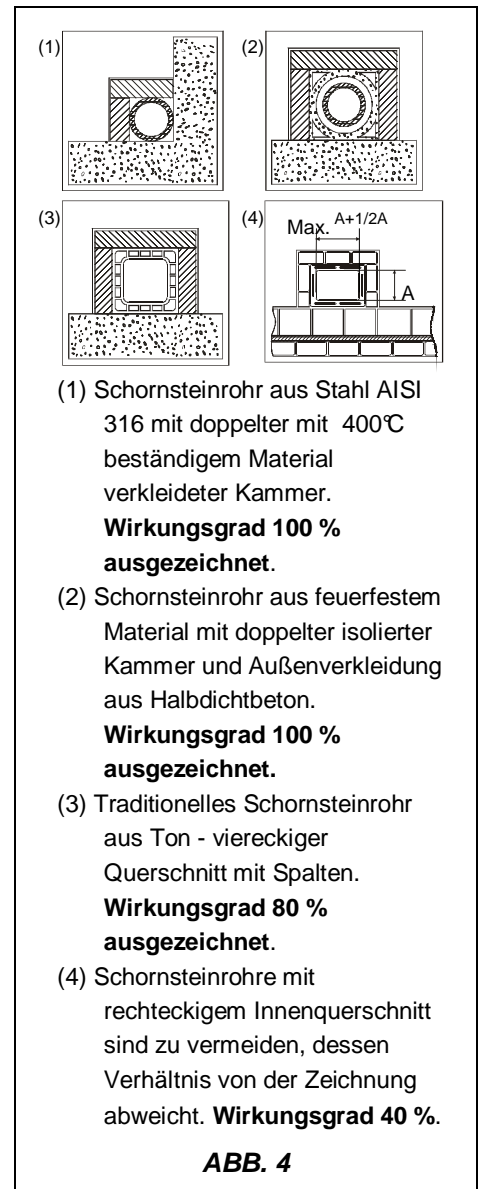 (1)
(2)
(3)
(4)
Max. A+1/2A
A
(1) Schornsteinrohr aus Stahl AISI
316 mit doppelter mit 400℃
beständigem Material
verkleideter Kammer.
Wirkungsgrad 100 %
ausgezeichnet.
(2) Schornsteinrohr aus feuerfestem
Material mit doppelter isolierter
Kammer und Außenverkleidung
aus Halbdichtbeton.
Wirkungsgrad 100 %
ausgezeichnet.
(3) Traditionelles Schornsteinrohr
aus Ton - viereckiger
Querschnitt mit Spalten.
Wirkungsgrad 80 %
ausgezeichnet.
(4) Schornsteinrohre mit
rechteckigem Innenquerschnitt
sind zu vermeiden, dessen
Verhältnis von der Zeichnung
abweicht. Wirkungsgrad 40 %.
ABB. 4